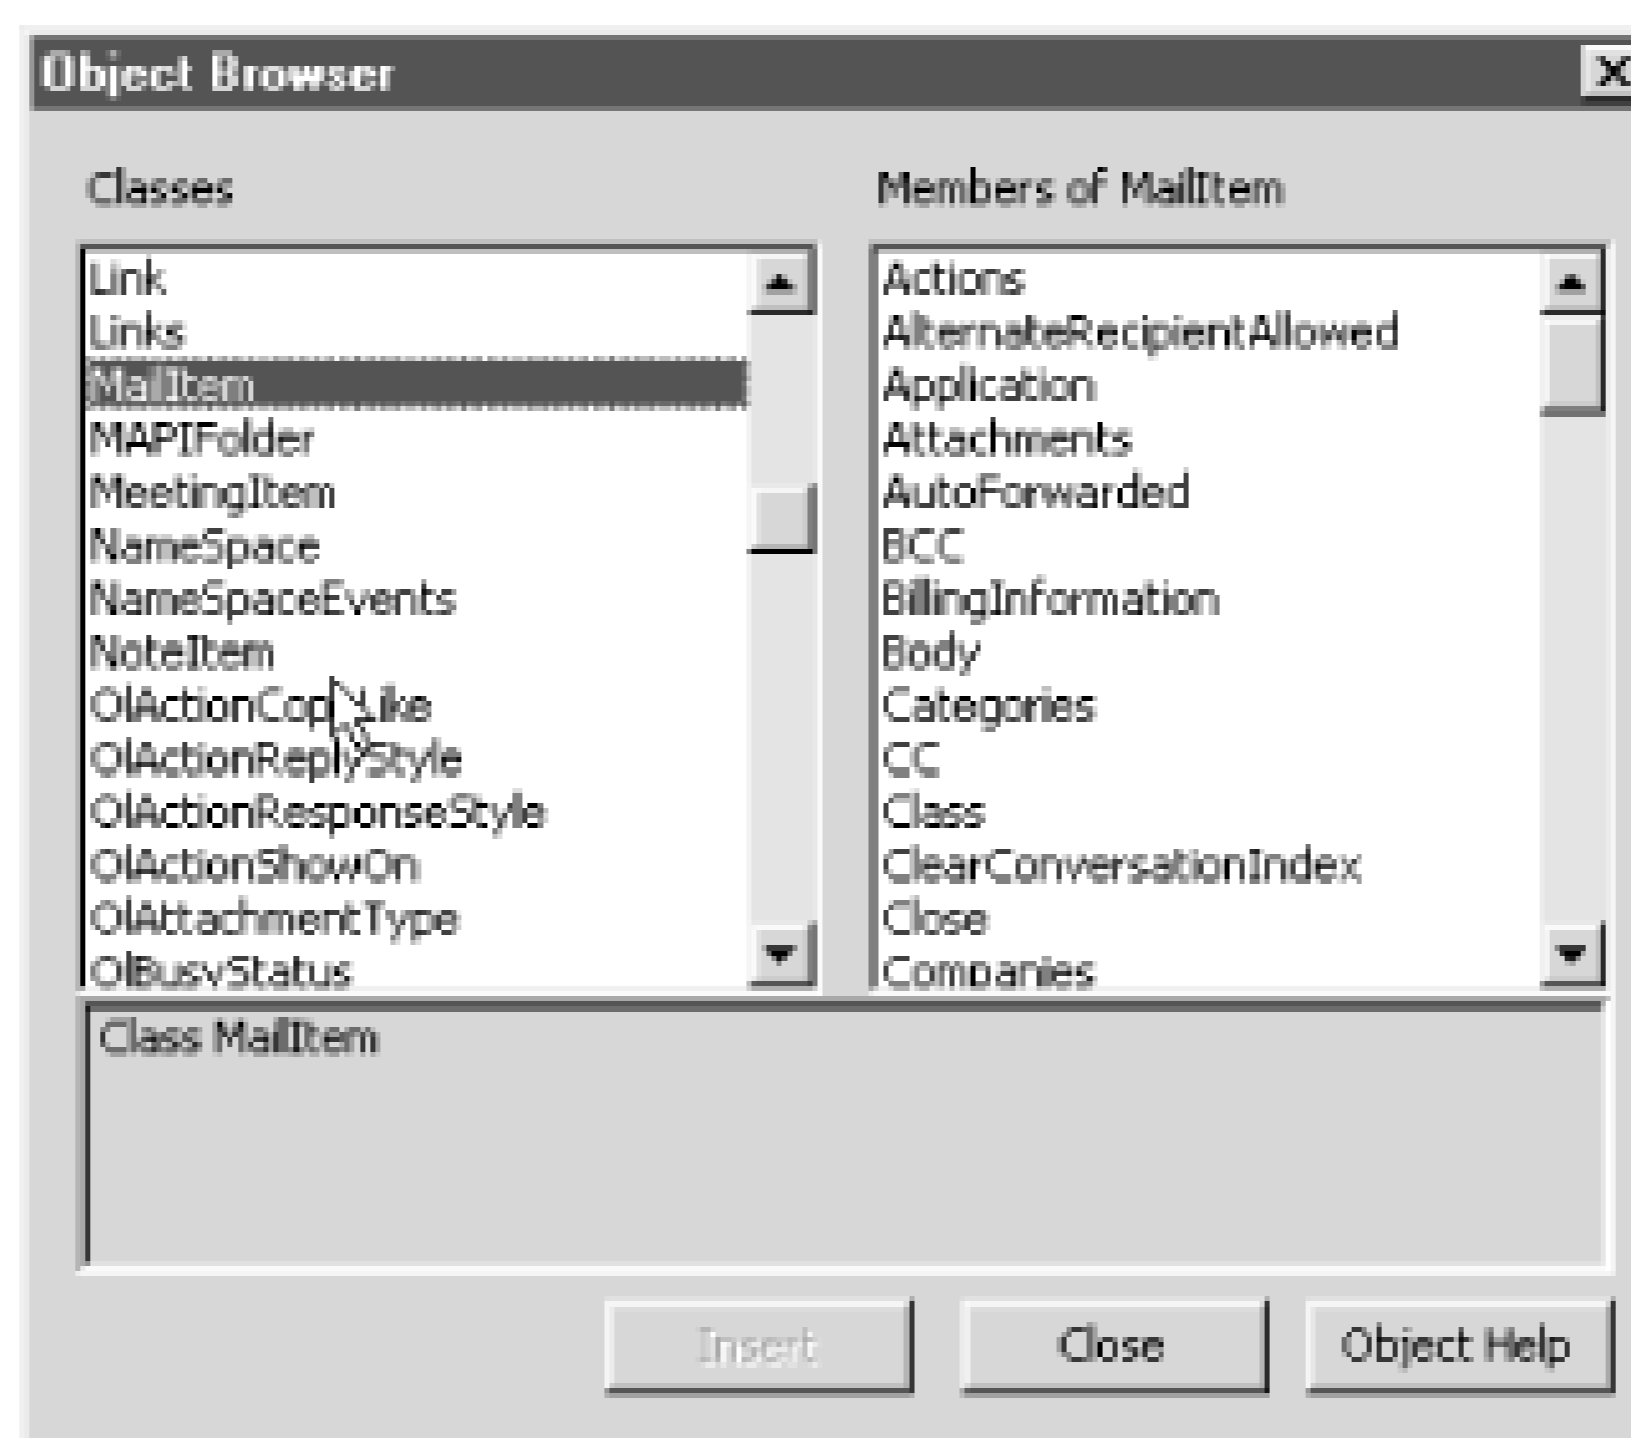 Object Browser
Classes
Link
Links
MailItem
MAPIFolder
MeetingItem
NameSpace
NameSpaceEvents
NoteItem
OlActionCopyLike
OlActionReplyStyle
OlActionResponseStyle
OlActionShowOn
OlAttachmentType
OlBusyStatus
Members of MailItem
Actions
AlternateRecipientAllowed
Application
Attachments
AutoForwarded
BCC
BillingInformation
Body
Categories
CC
Class
ClearConversationIndex
Close
Companies
Class MailItem
Insert
Close
Object Help